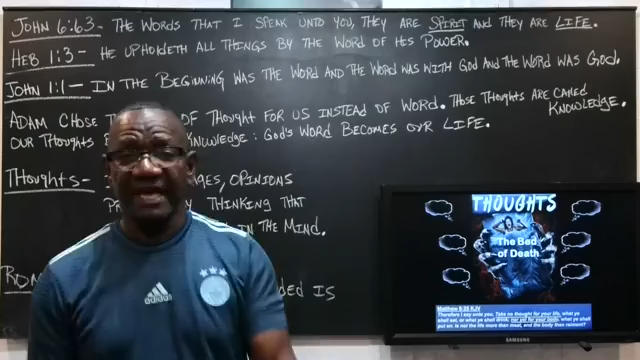 JOHN 6:63 - THE WORDS THAT I SPEAK UNTO YOU, THEY ARE SPIRIT AND THEY ARE LIFE.
HEB 1:3 - HE UPHOLDETH ALL THINGS BY THE WORD OF HIS POWER.
JOHN 1:1 - IN THE BEGINNING WAS THE WORD AND THE WORD WAS WITH GOD AND THE WORD WAS GOD.
ADAM CHOSE OF THOUGHT FOR US INSTEAD OF WORD. THOSE THOUGHTS ARE CALLED KNOWLEDGE.
OUR THOUGHTS KNOWLEDGE: GOD'S WORD BECOMES OUR LIFE.
THOUGHTS - OPINIONS
THINKING THAT
IN THE MIND.
IS
adidas
THOUGHTS
The Bed
of Death
Matthew 6:25 KJV
Therefore I say unto you, Take no thought for your life, what ye
shall eat, or what ye shall drink; nor yet for your body, what ye shall
put on. Is not the life more than meat, and the body than raiment?
SAMSUNG